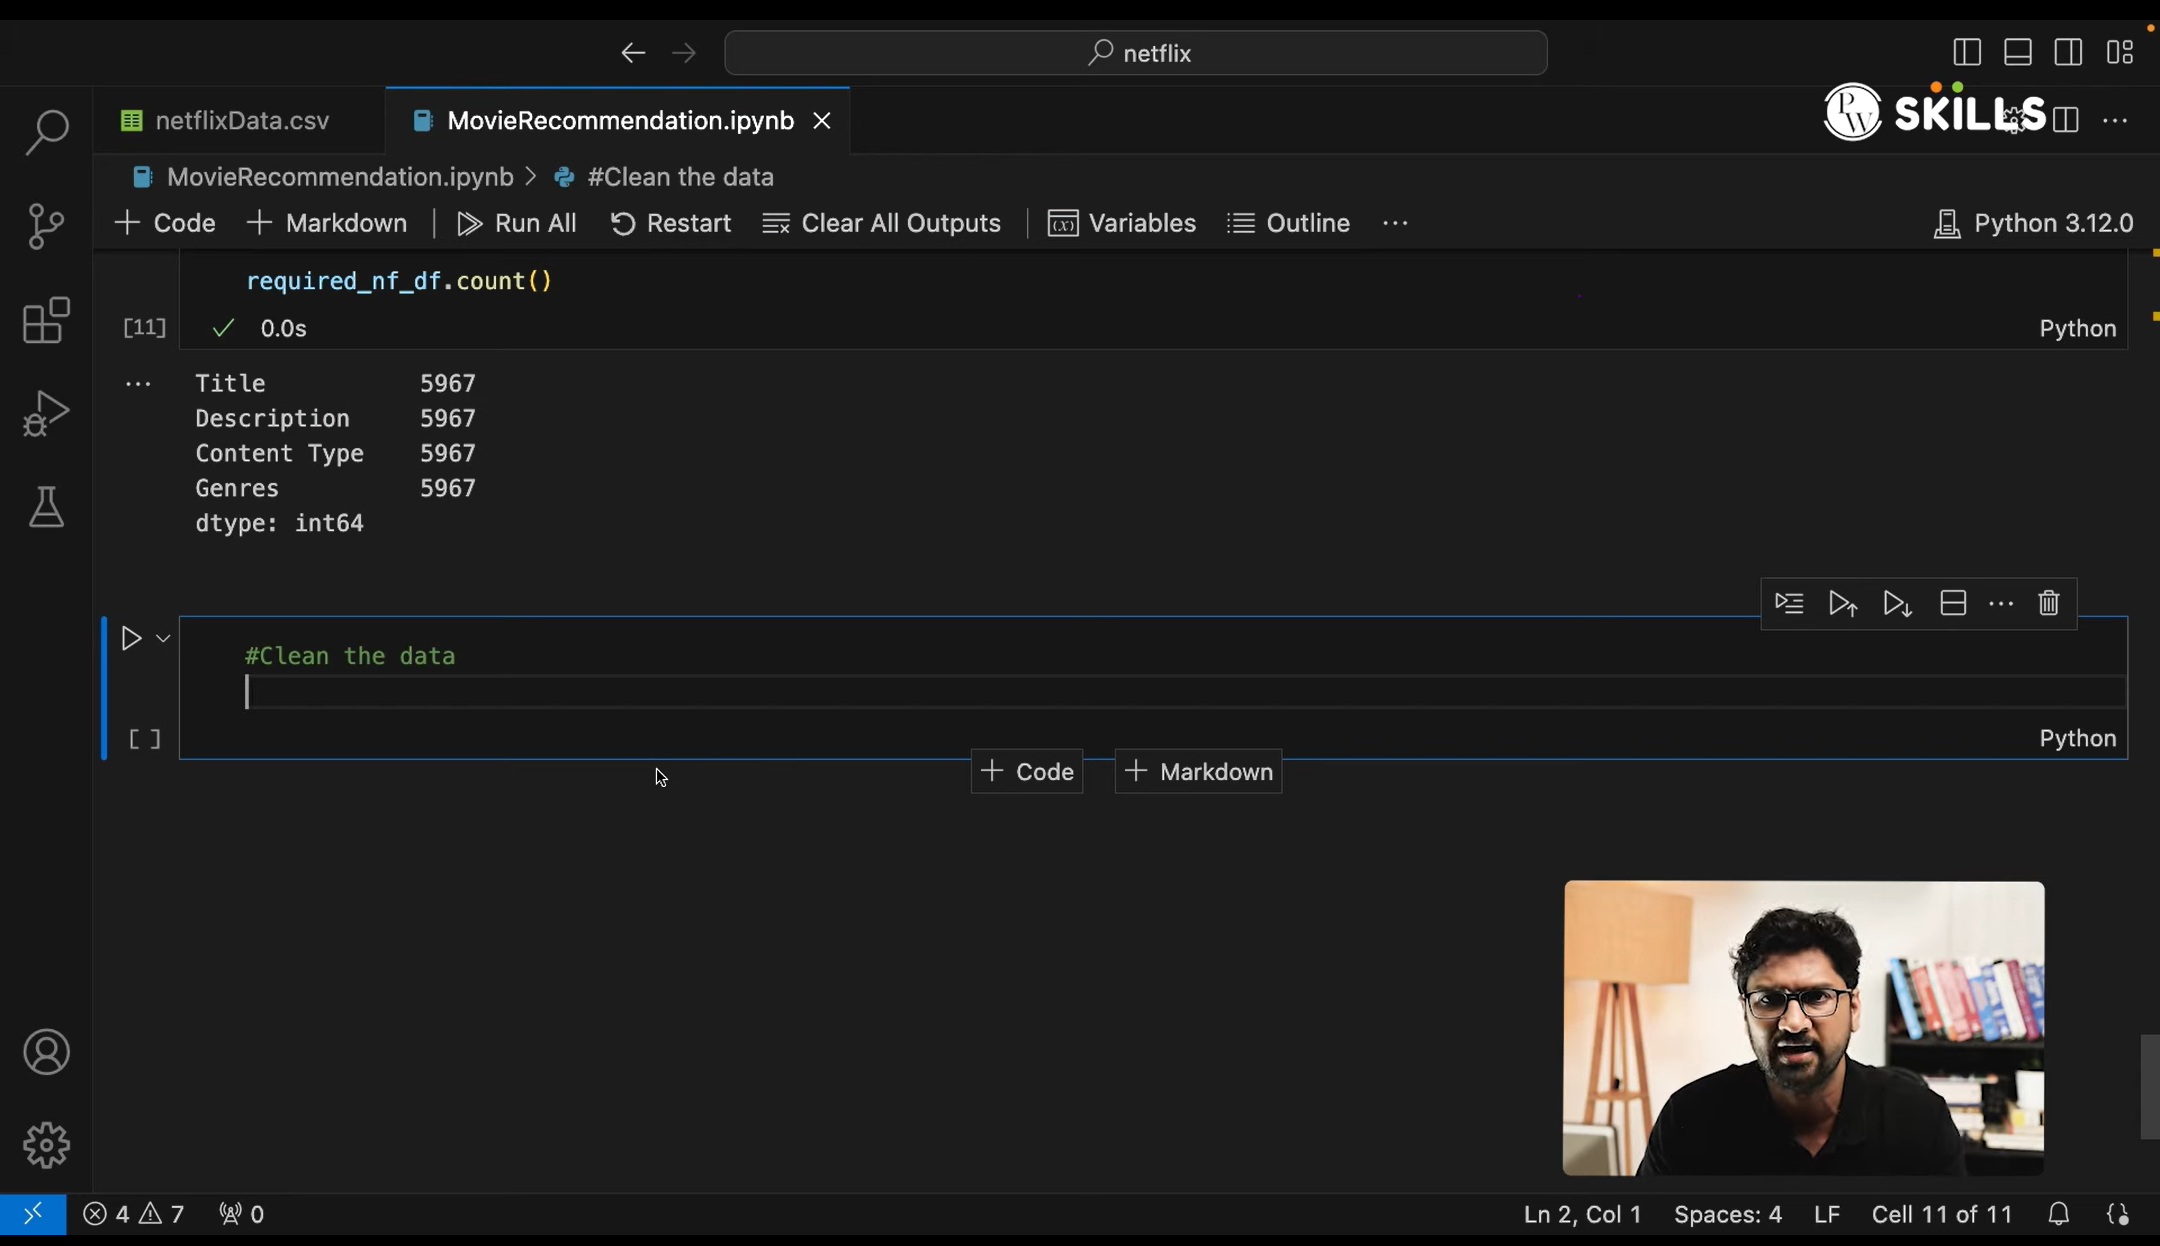 netflix
netflixData.csv
MovieRecommendation.ipynb
PW SKILLS
MovieRecommendation.ipynb > #Clean the data
+ Code + Markdown Run All Restart Clear All Outputs (x) Variables Outline ... Python 3.12.0
required_nf_df.count()
[11] ✓ 0.0s Python
... Title 5967
Description 5967
Content Type 5967
Genres 5967
dtype: int64
#Clean the data
[ ] Python
+ Code + Markdown
4 7 0 Ln 2, Col 1 Spaces: 4 LF Cell 11 of 11